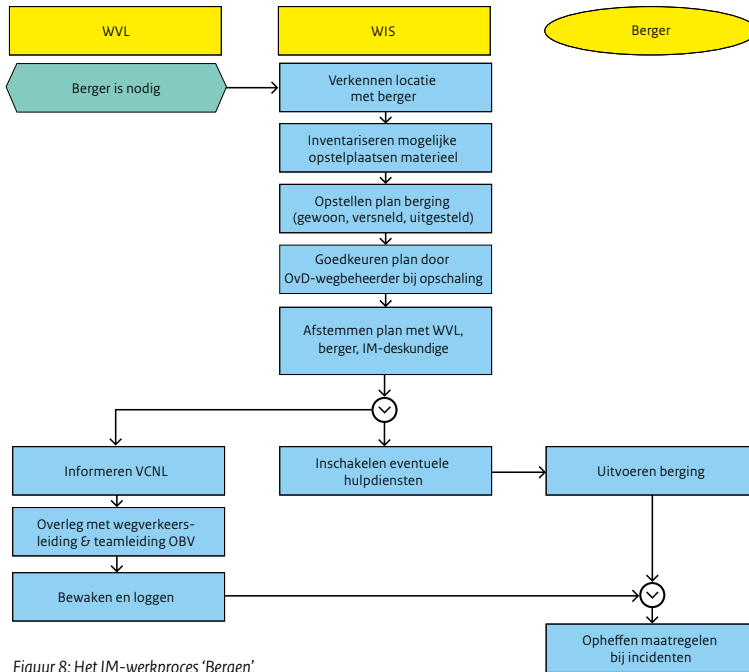 WVL
WIS
Berger
Berger is nodig
Verkennen locatie
met berger
Inventariseren mogelijke
opstelplaatsen materieel
Opstellen plan berging
(gewoon, versneld, uitgesteld)
Goedkeuren plan door
OvD-wegbeheerder bij opschaling
Afstemmen plan met WVL,
berger, IM-deskundige
Informeren VCNL
Inschakelen eventuele
hulpdiensten
Uitvoeren berging
Overleg met wegverkeers-
leiding & teamleiding OBV
Bewaken en loggen
Opheffen maatregelen
bij incidenten
Figuur 8: Het IM-werkproces ‘Bergen’